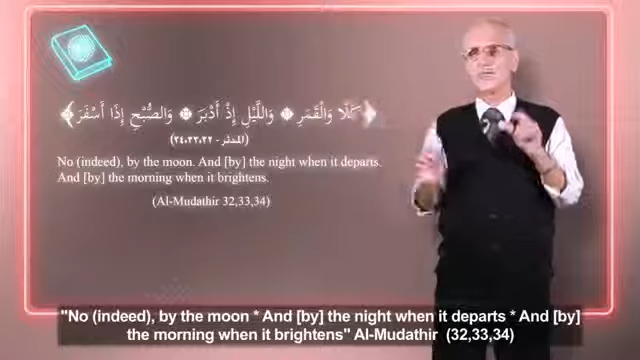 ﴿كَلَّا وَالْقَمَرِ ۞ وَاللَّيْلِ إِذْ أَدْبَرَ ۞ وَالصُّبْحِ إِذَا أَسْفَرَ﴾
(المدثر - ٣٤،٣٣،٣٢)
No (indeed), by the moon. And [by] the night when it departs.
And [by] the morning when it brightens.
(Al-Mudathir 32,33,34)
"No (indeed), by the moon * And [by] the night when it departs * And [by]
the morning when it brightens" Al-Mudathir (32,33,34)